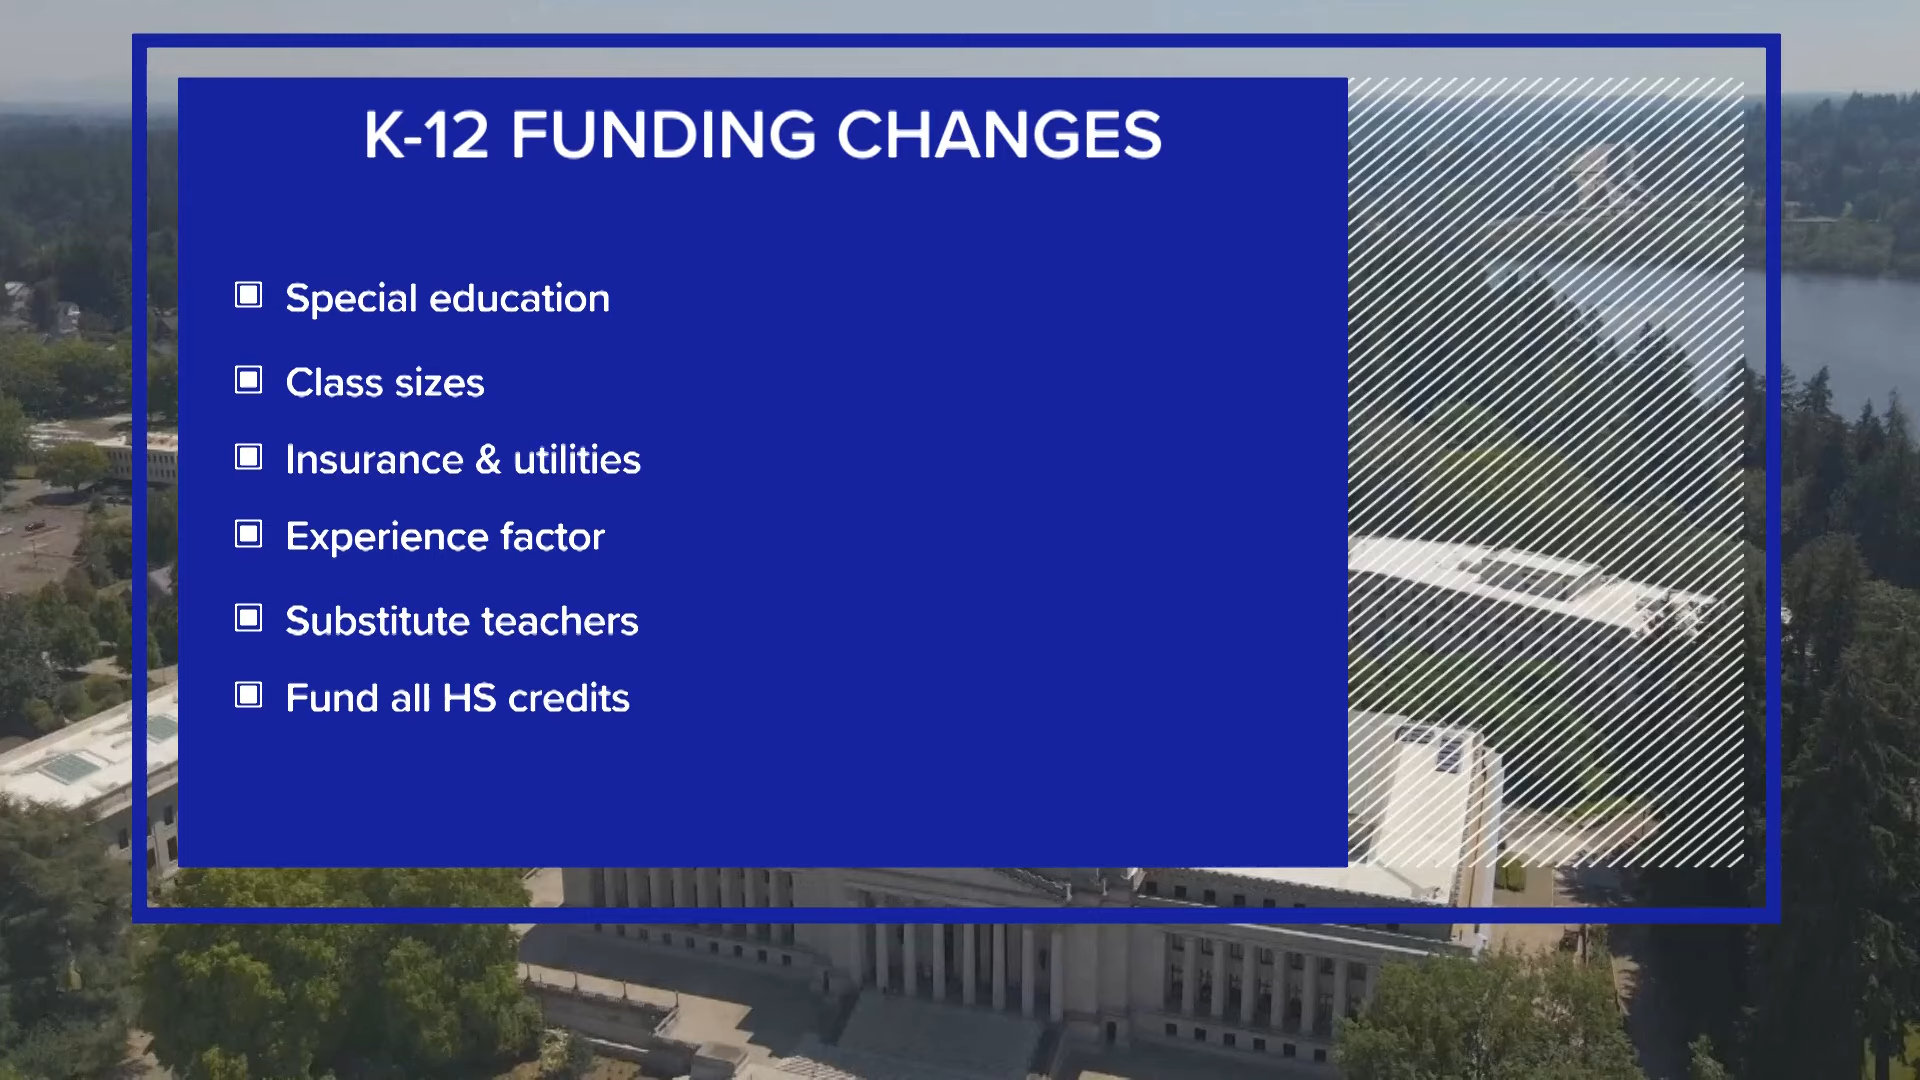 K-12 FUNDING CHANGES
Special education
Class sizes
Insurance & utilities
Experience factor
Substitute teachers
Fund all HS credits